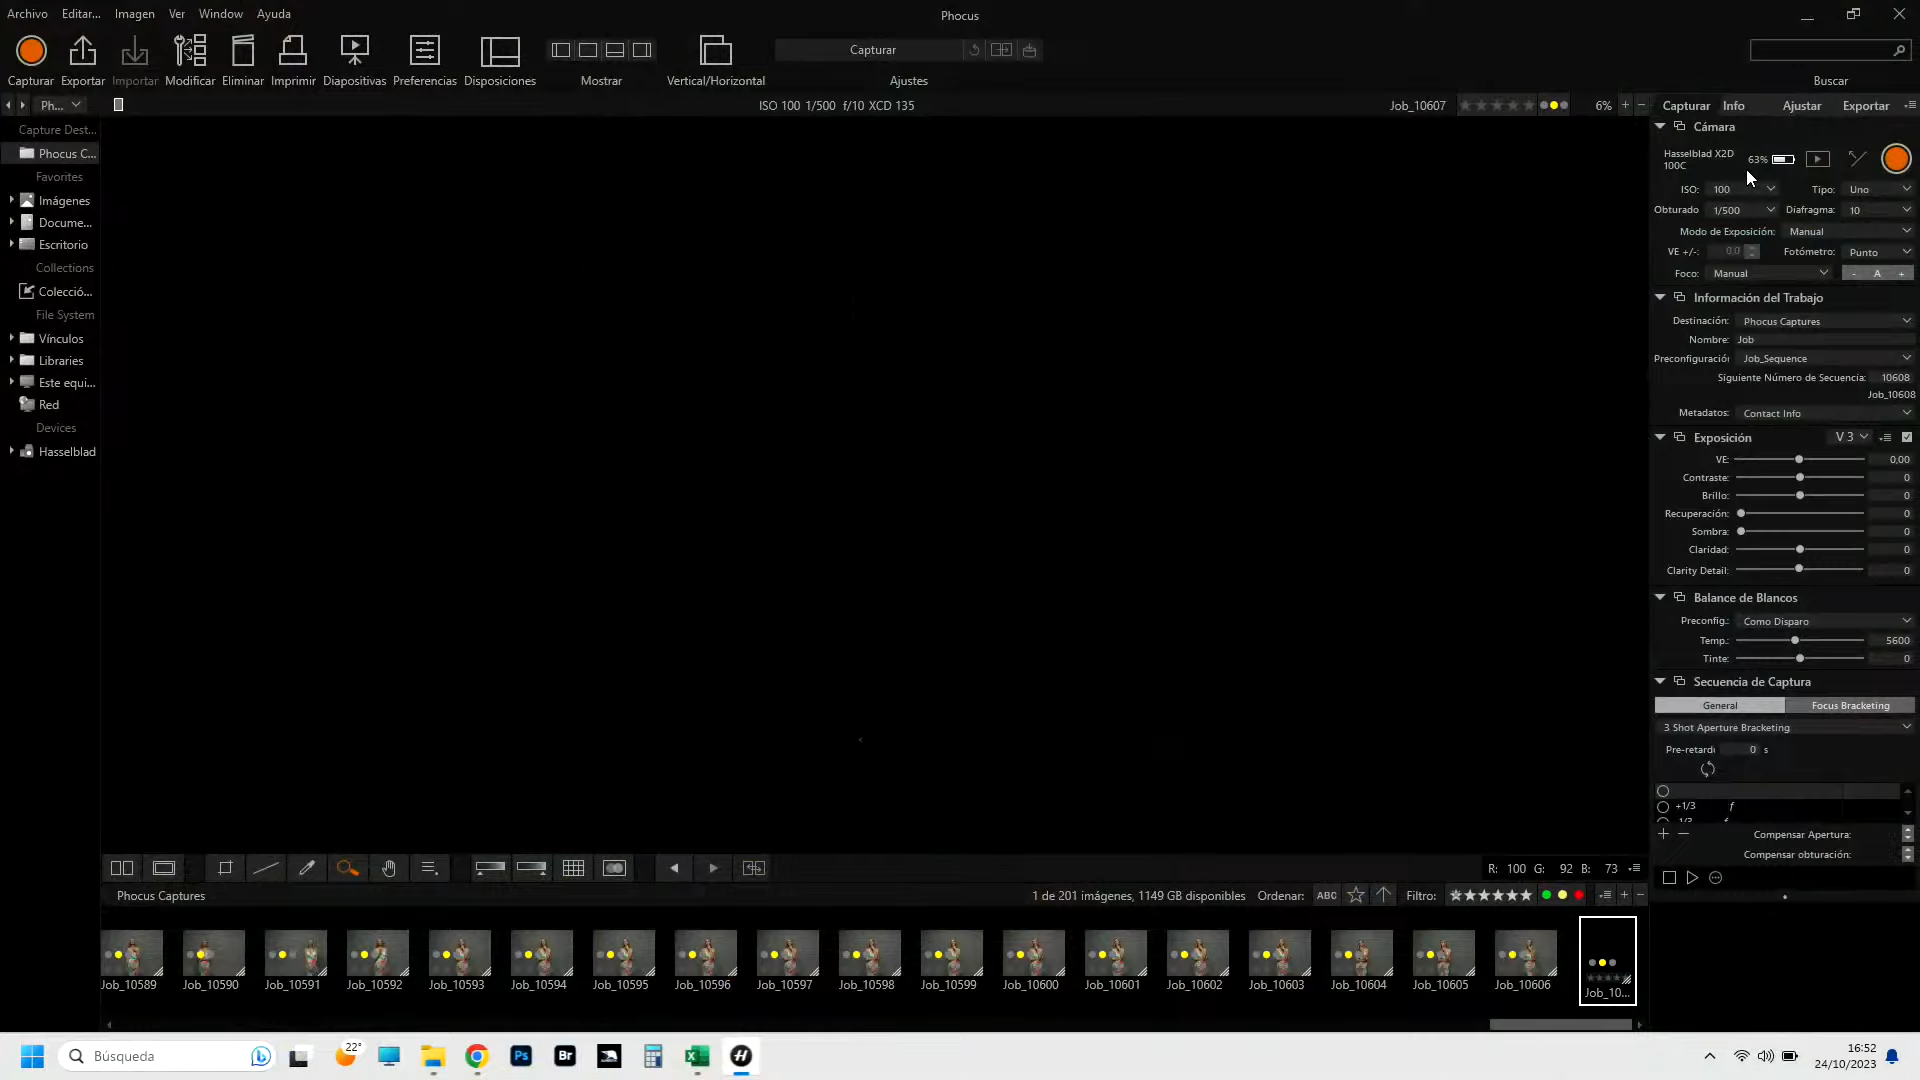 Archivo Editar... Imagen Ver Window Ayuda
Phocus
Capturar Exportar Importar Modificar Eliminar Imprimir Diapositivas Preferencias Disposiciones Mostrar Vertical/Horizontal
Capturar
Ajustes
Buscar
Ph...
ISO 100 1/500 f/10 XCD 135
Job_10607
6% + −
Capturar Info Ajustar Exportar
Capture Dest...
Phocus C...
Favorites
Imágenes
Docume...
Escritorio
Collections
Colecció...
File System
Vínculos
Libraries
Este equi...
Red
Devices
Hasselblad
Cámara
Hasselblad X2D
100C
63%
ISO: 100 Tipo: Uno
Obturado 1/500 Diafragma: 10
Modo de Exposición: Manual
VE +/-: 0,0 Fotómetro: Punto
Foco: Manual - A +
Información del Trabajo
Destinación: Phocus Captures
Nombre: Job
Preconfiguració Job_Sequence
Siguiente Número de Secuencia: 10608
Job_10608
Metadatos: Contact Info
Exposición V 3
VE: 0,00
Contraste: 0
Brillo: 0
Recuperación: 0
Sombra: 0
Claridad: 0
Clarity Detail: 0
Balance de Blancos
Preconfig.: Como Disparo
Temp.: 5600
Tinte: 0
Secuencia de Captura
General Focus Bracketing
3 Shot Aperture Bracketing
Pre-retard 0 s
+1/3 f
+ − Compensar Apertura:
Compensar obturación:
R: 100 G: 92 B: 73
Phocus Captures
1 de 201 imágenes, 1149 GB disponibles Ordenar: ABC Filtro: + −
Job_10589 Job_10590 Job_10591 Job_10592 Job_10593 Job_10594 Job_10595 Job_10596 Job_10597 Job_10598 Job_10599 Job_10600 Job_10601 Job_10602 Job_10603 Job_10604 Job_10605 Job_10606 Job_10...
Búsqueda
22°
Ps Br
16:52
24/10/2023